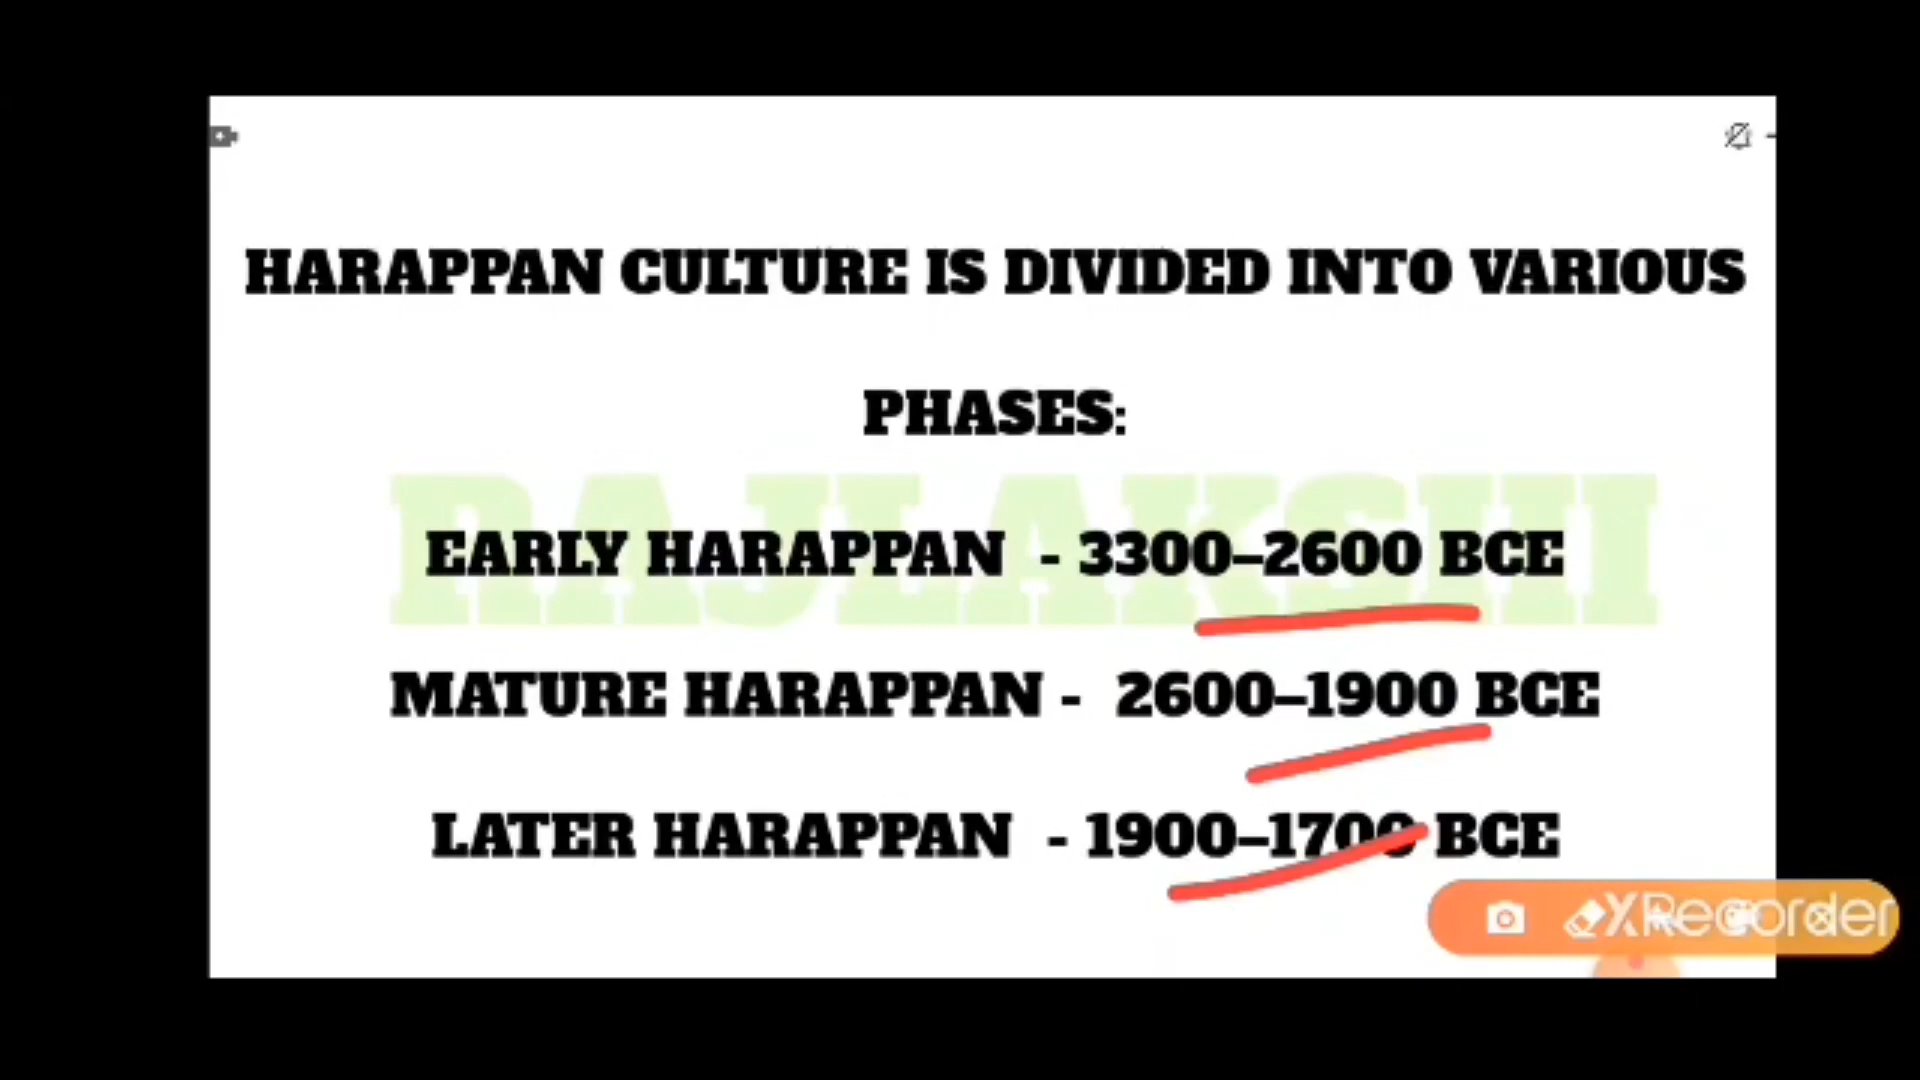 HARAPPAN CULTURE IS DIVIDED INTO VARIOUS
PHASES:
RAJLAKSHI
EARLY HARAPPAN - 3300–2600 BCE
MATURE HARAPPAN - 2600–1900 BCE
LATER HARAPPAN - 1900–1700 BCE
XRecorder